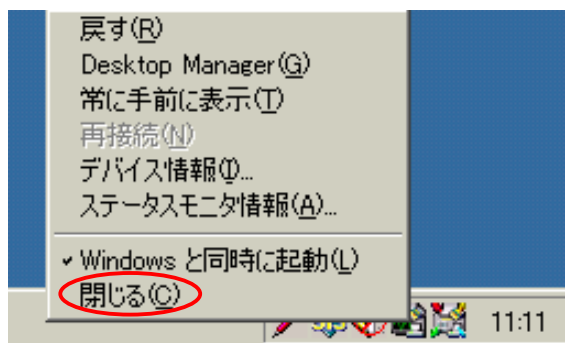 戻す(R)
Desktop Manager(G)
常に手前に表示(T)
再接続(N)
デバイス情報(I)...
ステータスモニタ情報(A)...
✓ Windows と同時に起動(L)
閉じる(C)
11:11